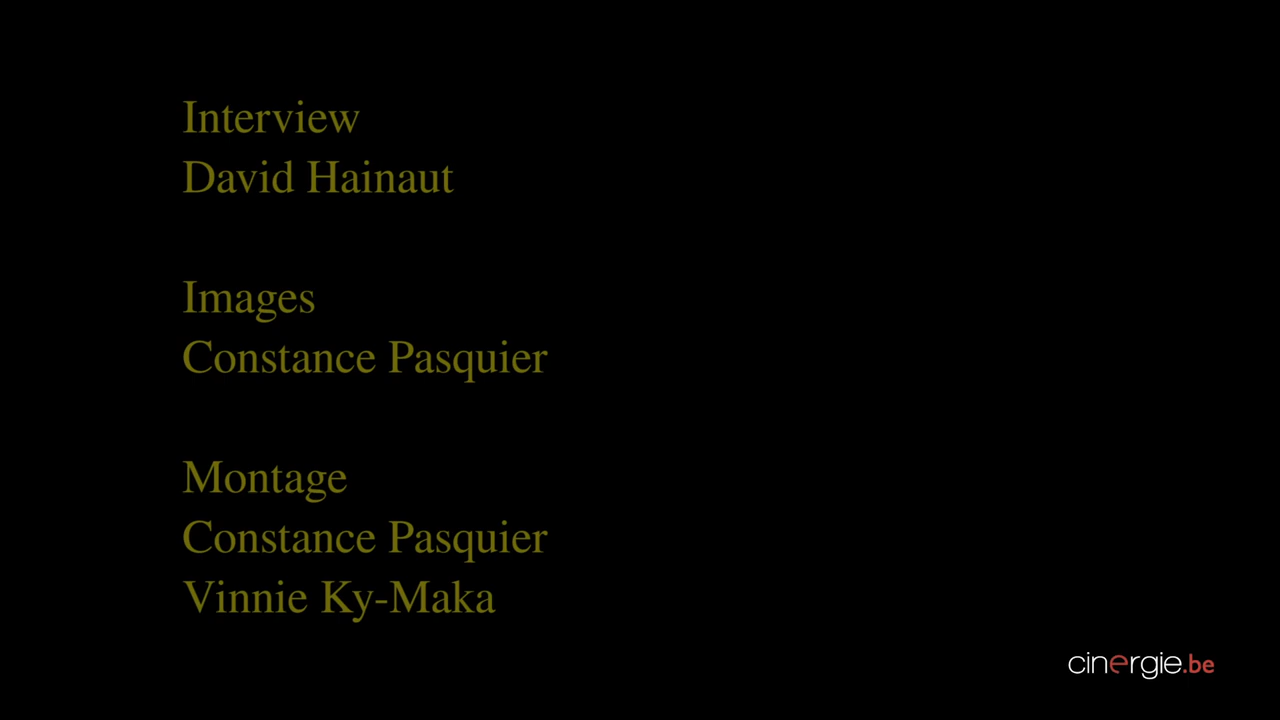 Interview
David Hainaut
Images
Constance Pasquier
Montage
Constance Pasquier
Vinnie Ky-Maka
cinergie.be